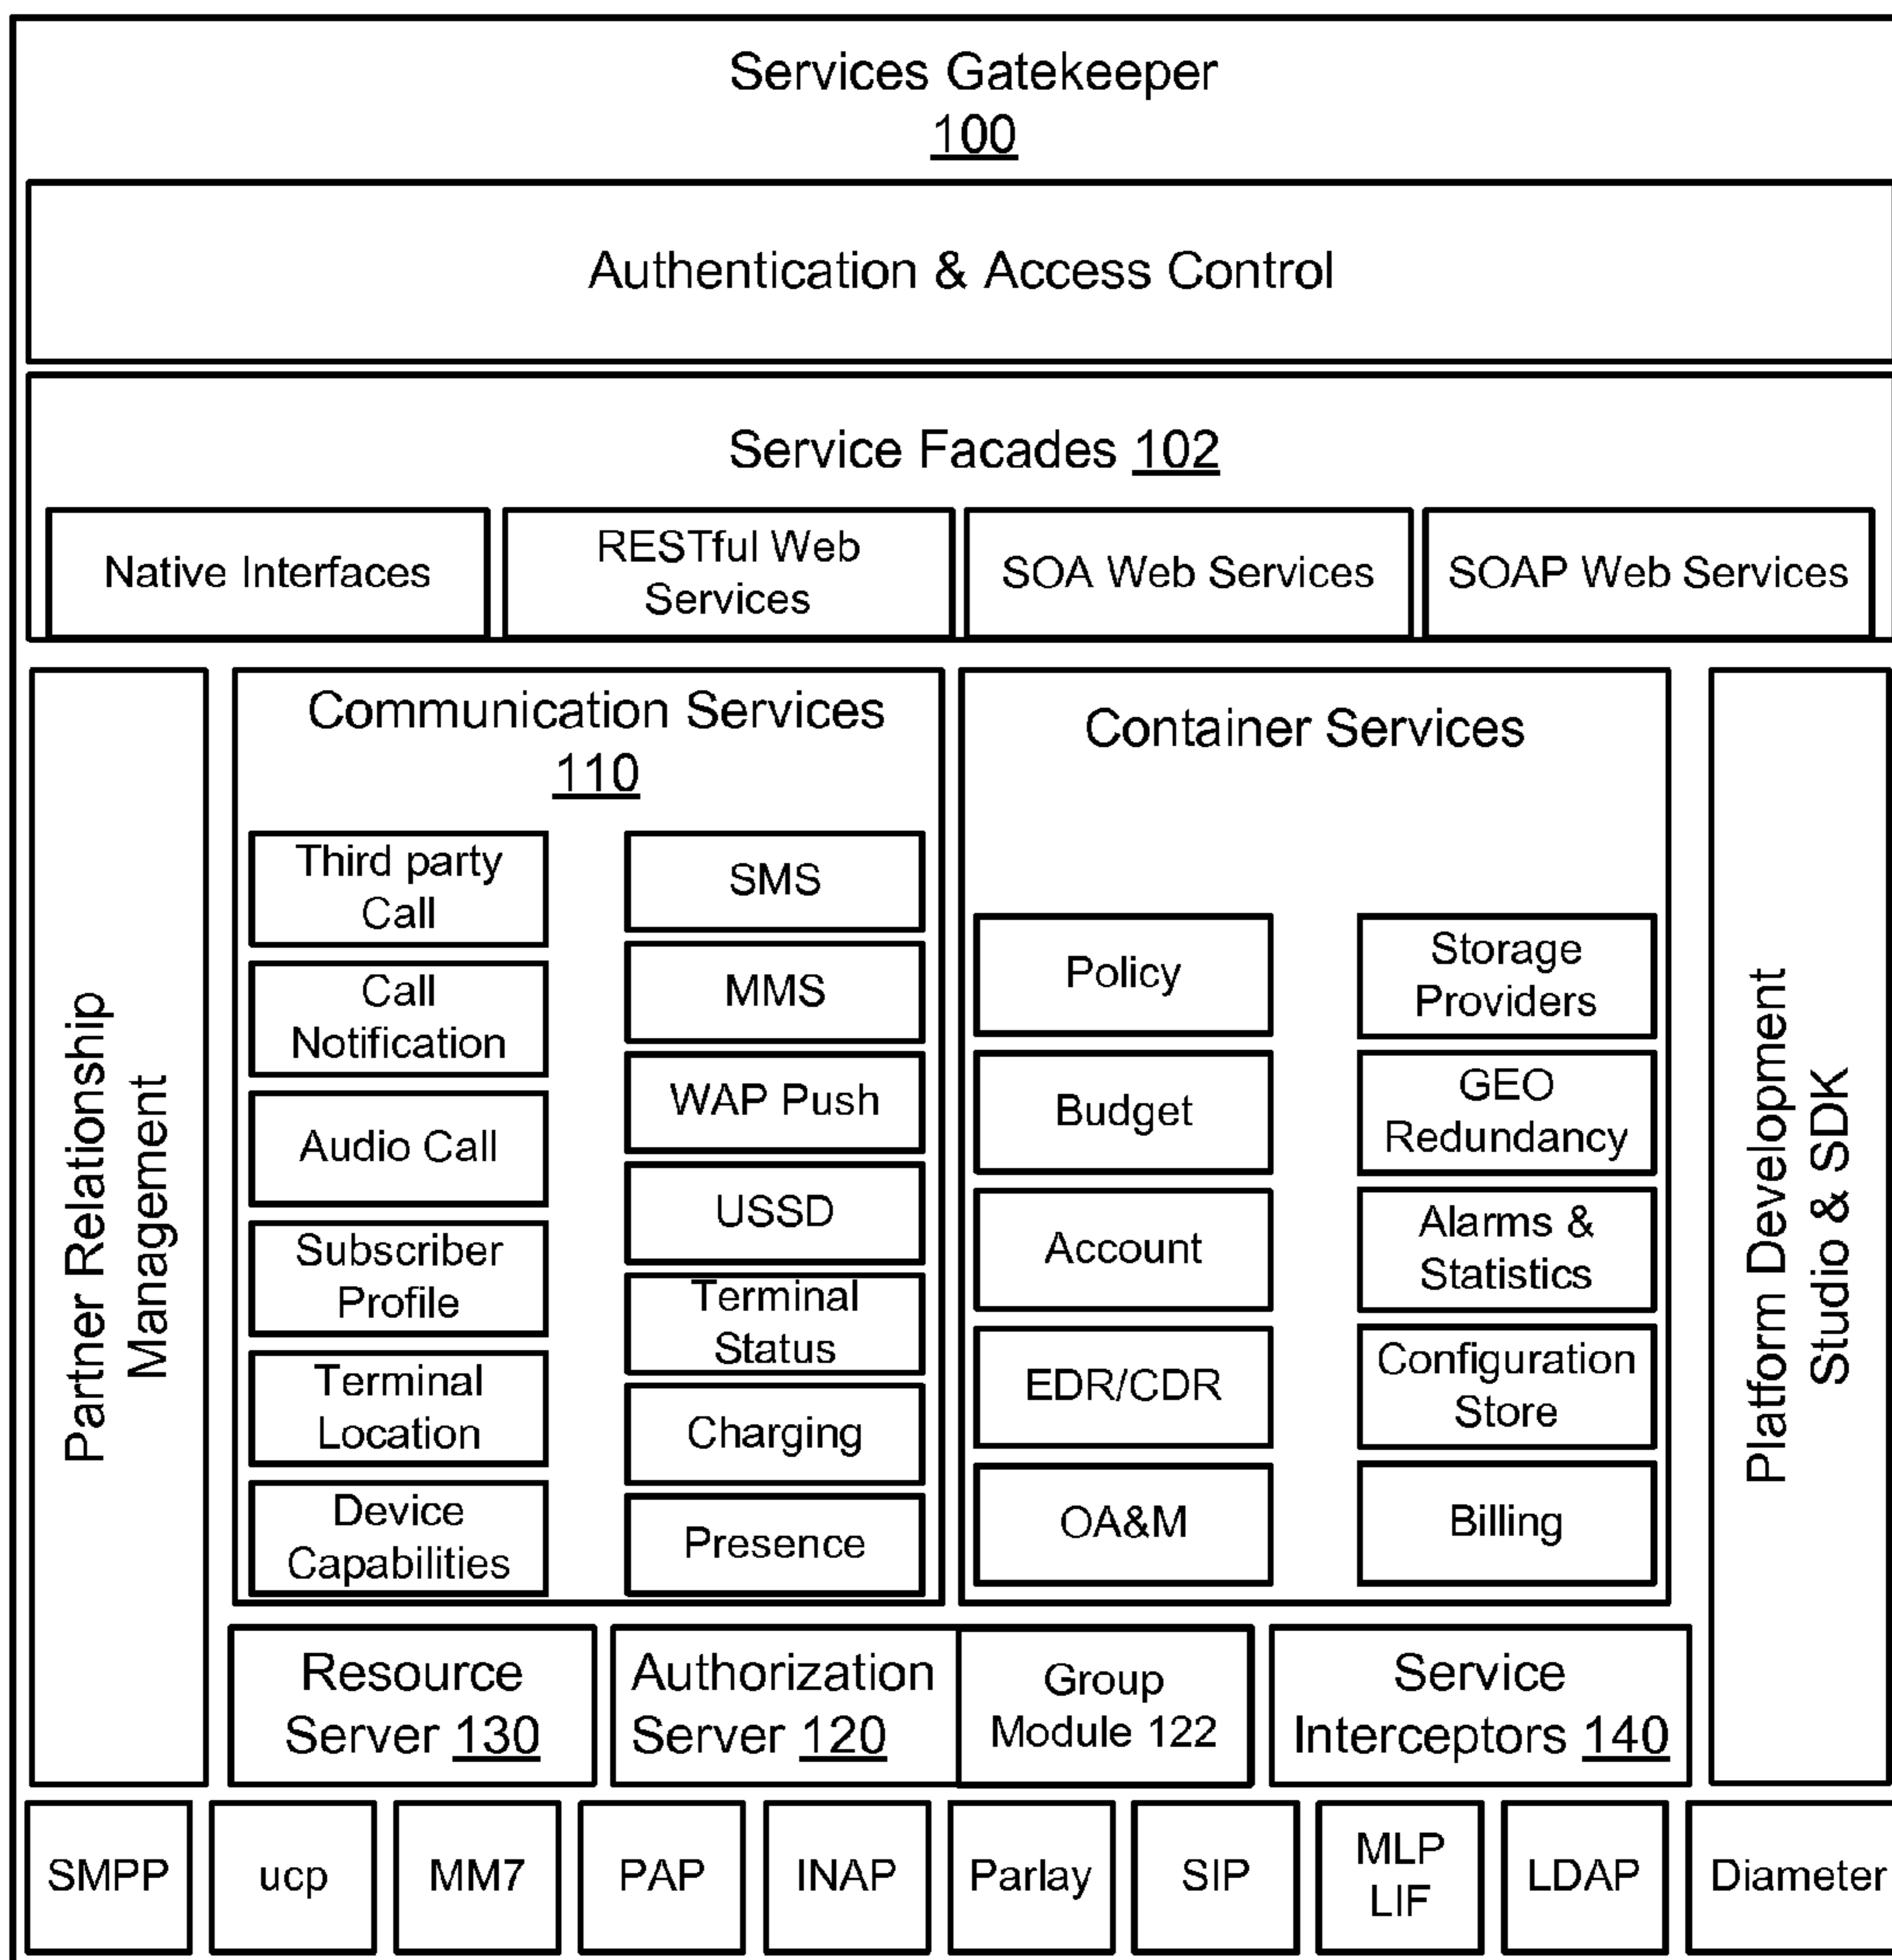 Services Gatekeeper
100
Authentication & Access Control
Service Facades 102
Native Interfaces
RESTful Web
Services
SOA Web Services
SOAP Web Services
Partner Relationship
Management
Communication Services
110
Third party
Call
Call
Notification
Audio Call
Subscriber
Profile
Terminal
Location
Device
Capabilities
SMS
MMS
WAP Push
USSD
Terminal
Status
Charging
Presence
Container Services
Policy
Budget
Account
EDR/CDR
OA&M
Storage
Providers
GEO
Redundancy
Alarms &
Statistics
Configuration
Store
Billing
Platform Development
Studio & SDK
Resource
Server 130
Authorization
Server 120
Group
Module 122
Service
Interceptors 140
SMPP
ucp
MM7
PAP
INAP
Parlay
SIP
MLP
LIF
LDAP
Diameter